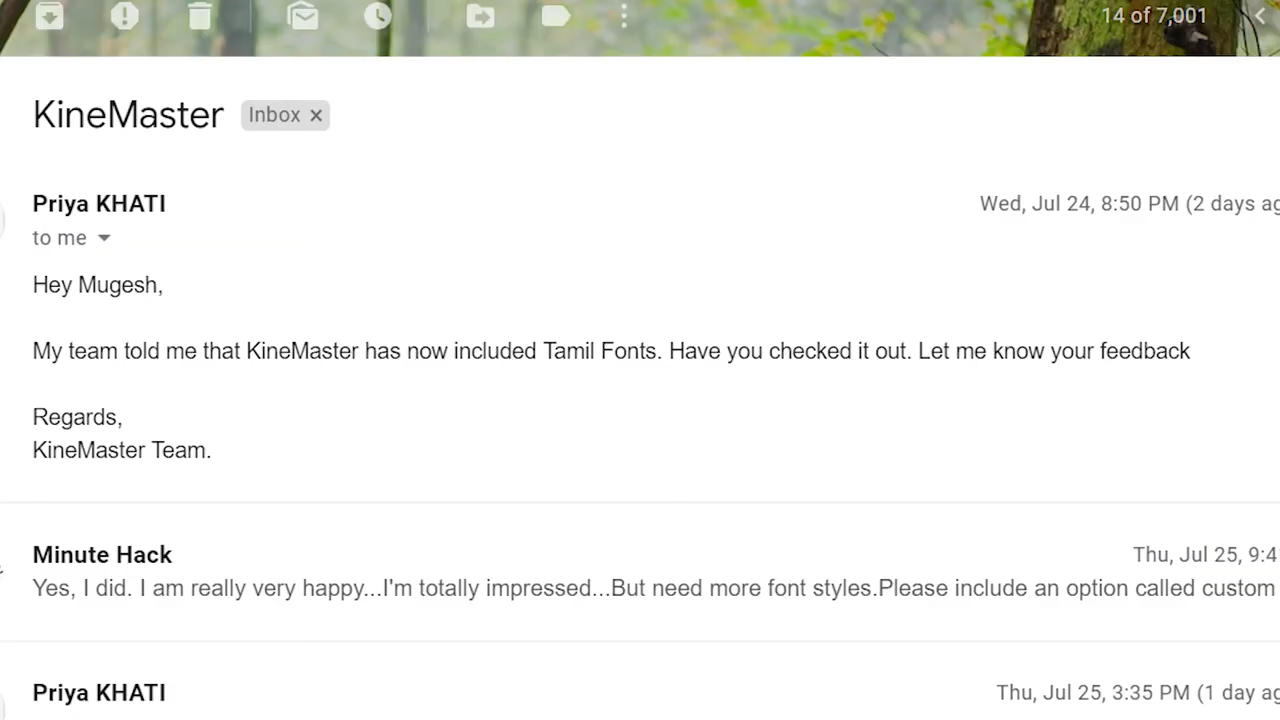 14 of 7,001
KineMaster Inbox ×
Priya KHATI Wed, Jul 24, 8:50 PM (2 days
to me
Hey Mugesh,
My team told me that KineMaster has now included Tamil Fonts. Have you checked it out. Let me know your feedback
Regards,
KineMaster Team.
Minute Hack Thu, Jul 25,
Yes, I did. I am really very happy...I'm totally impressed...But need more font styles.Please include an option called custom
Priya KHATI Thu, Jul 25, 3:35 PM (1 day